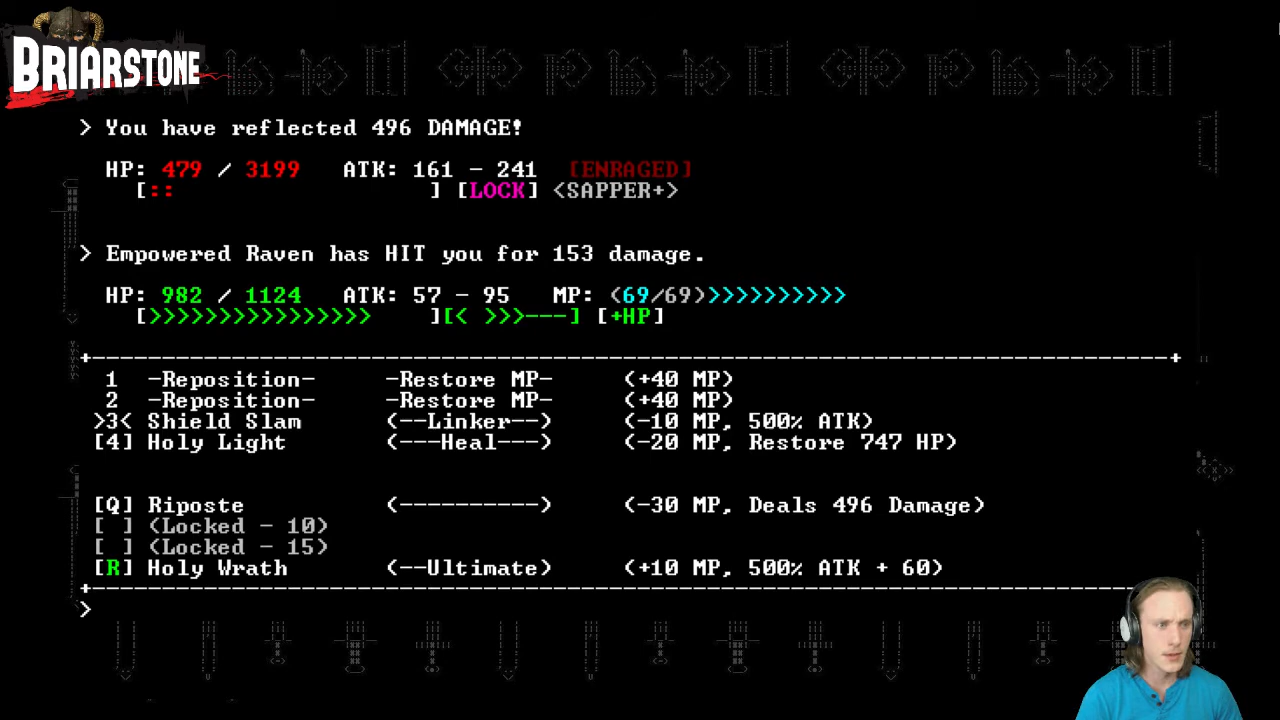 BRIARSTONE
> You have reflected 496 DAMAGE!
HP: 479 / 3199 ATK: 161 - 241 [ENRAGED]
[:: ] [LOCK] <SAPPER+>
> Empowered Raven has HIT you for 153 damage.
HP: 982 / 1124 ATK: 57 - 95 MP: (69/69)>>>>>>>>>>
[>>>>>>>>>>>>>>>> ][< >>>---] [+HP]
1 -Reposition- -Restore MP- (+40 MP)
2 -Reposition- -Restore MP- (+40 MP)
>3< Shield Slam (--Linker--) (-10 MP, 500% ATK)
[4] Holy Light (---Heal---) (-20 MP, Restore 747 HP)
[Q] Riposte (----------) (-30 MP, Deals 496 Damage)
[ ] (Locked - 10)
[ ] (Locked - 15)
[R] Holy Wrath (--Ultimate) (+10 MP, 500% ATK + 60)
>